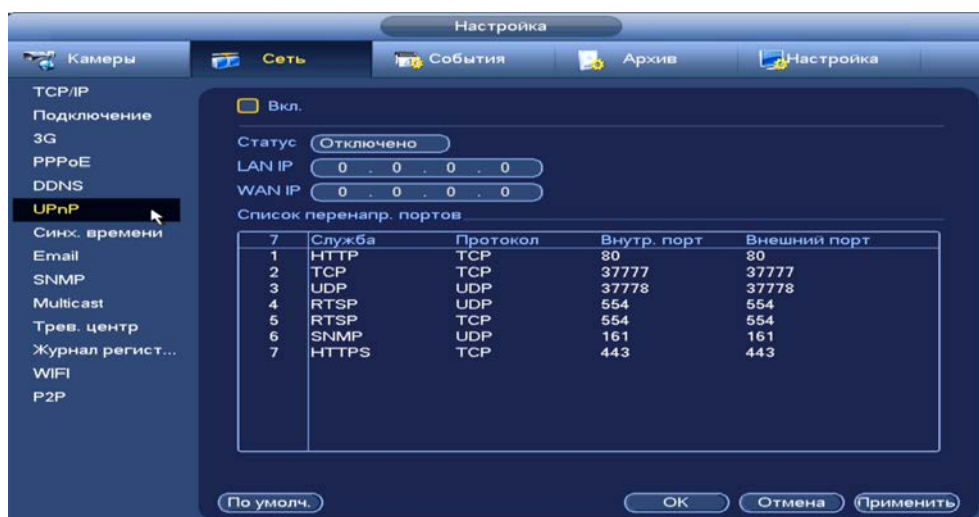 Настройка
Камеры Сеть События Архив Настройка
TCP/IP
Подключение
3G
PPPoE
DDNS
UPnP
Синх. времени
Email
SNMP
Multicast
Трев. центр
Журнал регист...
WIFI
P2P
Вкл.
Статус Отключено
LAN IP 0 . 0 . 0 . 0
WAN IP 0 . 0 . 0 . 0
Список перенапр. портов
7 Служба Протокол Внутр. порт Внешний порт
1 HTTP TCP 80 80
2 TCP TCP 37777 37777
3 UDP UDP 37778 37778
4 RTSP UDP 554 554
5 RTSP TCP 554 554
6 SNMP UDP 161 161
7 HTTPS TCP 443 443
По умолч. OK Отмена Применить